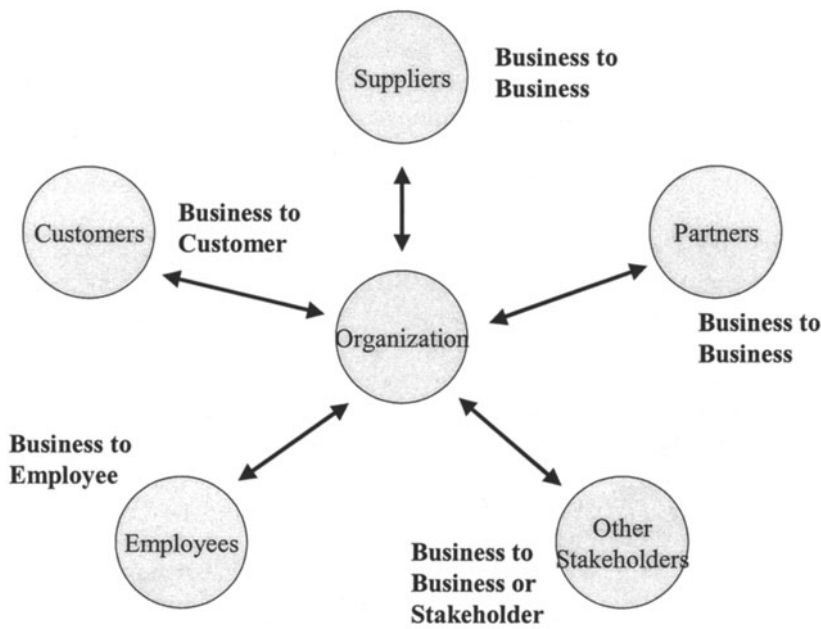 Suppliers
Business to
Business
Customers
Business to
Customer
Partners
Business to
Business
Organization
Business to
Employee
Employees
Other
Stakeholders
Business to
Business or
Stakeholder